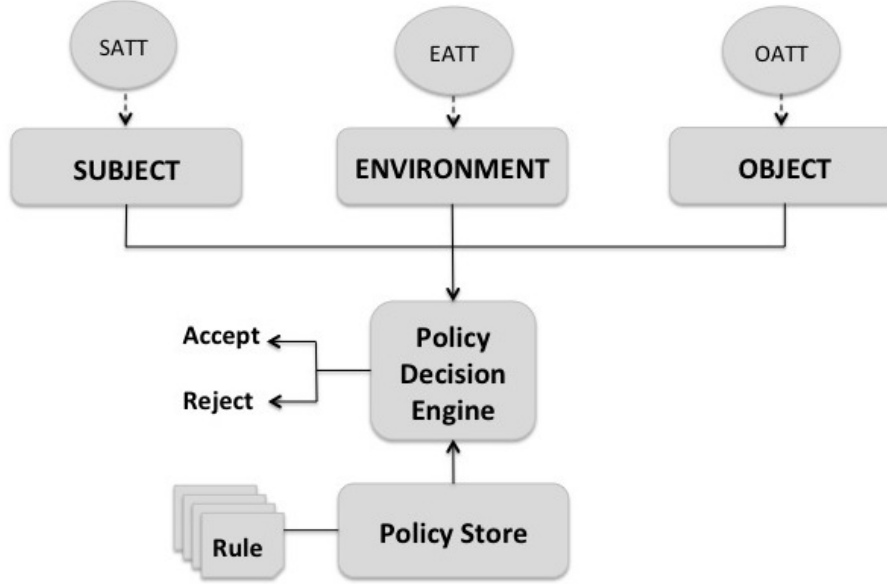 SATT
EATT
OATT
SUBJECT
ENVIRONMENT
OBJECT
Accept
Reject
Policy
Decision
Engine
Rule
Policy Store